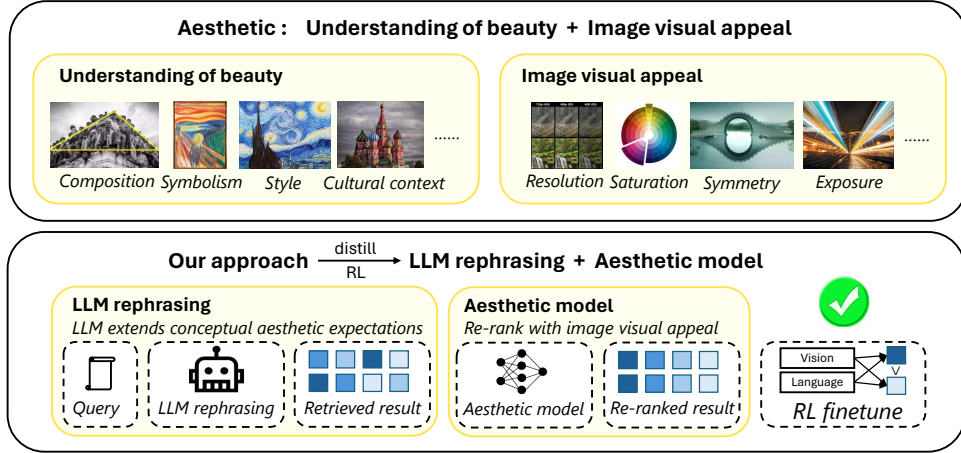 Aesthetic : Understanding of beauty + Image visual appeal
Understanding of beauty
Composition Symbolism Style Cultural context ......
Image visual appeal
Resolution Saturation Symmetry Exposure ......
Our approach distill RL LLM rephrasing + Aesthetic model
LLM rephrasing
LLM extends conceptual aesthetic expectations
Query LLM rephrasing Retrieved result
Aesthetic model
Re-rank with image visual appeal
Aesthetic model Re-ranked result
Vision
Language
RL finetune